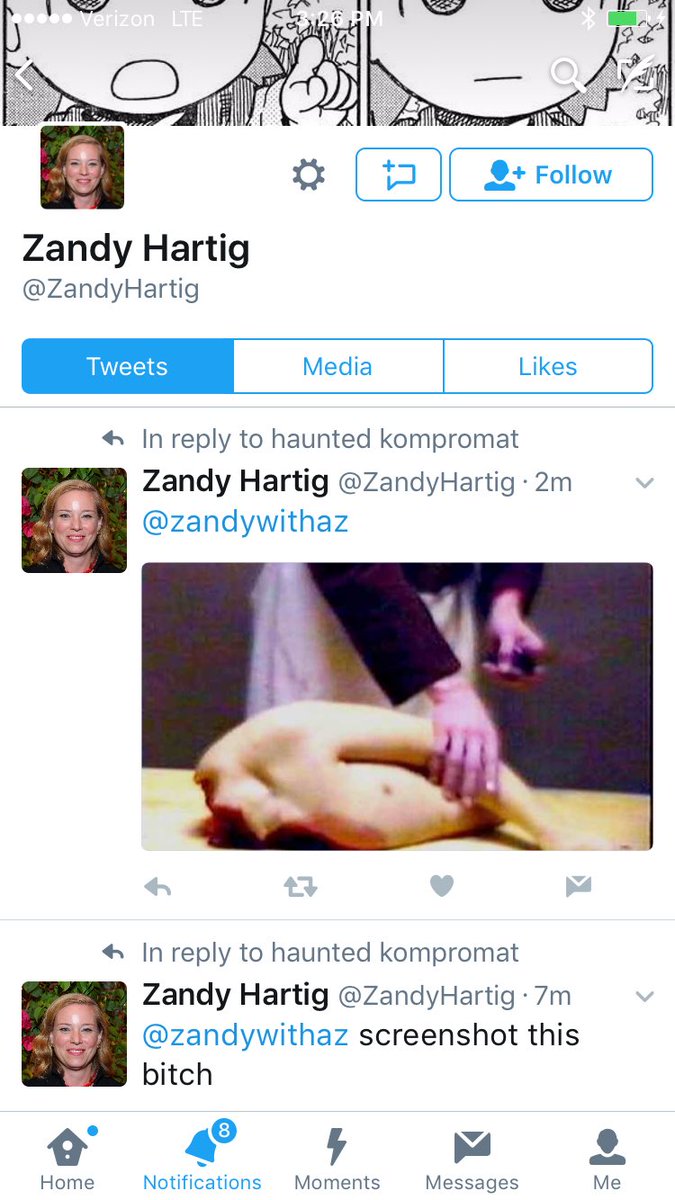 Verizon LTE 3:26 PM
Follow
Zandy Hartig
@ZandyHartig
Tweets Media Likes
In reply to haunted kompromat
Zandy Hartig @ZandyHartig · 2m
@zandywithaz
In reply to haunted kompromat
Zandy Hartig @ZandyHartig · 7m
@zandywithaz screenshot this
bitch
8
Home Notifications Moments Messages Me